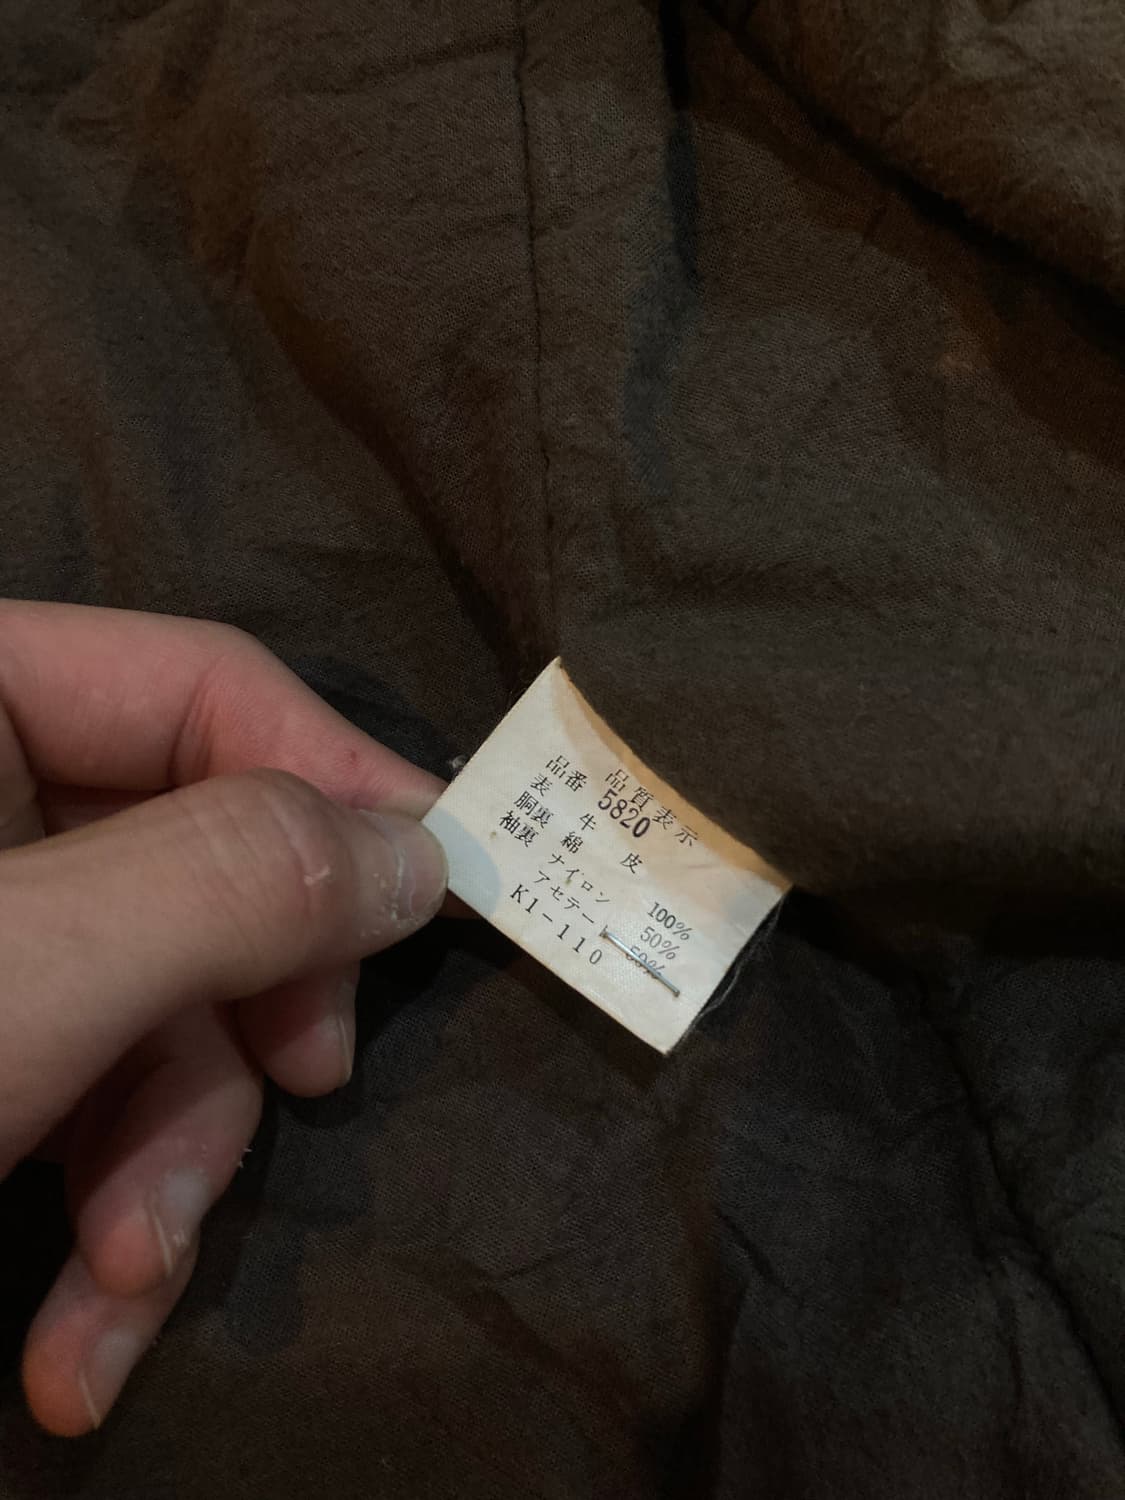 品質表示
品番 5820
表 牛皮
胴裏 綿 100%
袖裏 ナイロン 50%
アセテート 50%
K1-110